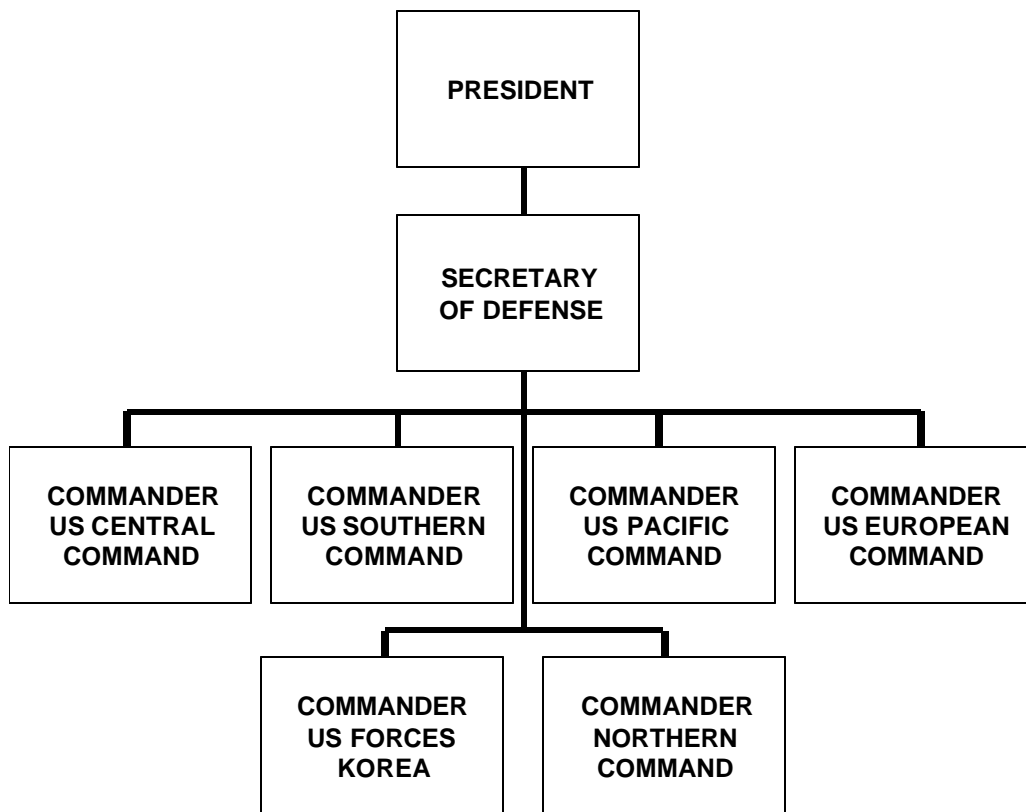 PRESIDENT
SECRETARY
OF DEFENSE
COMMANDER
US CENTRAL
COMMAND
COMMANDER
US SOUTHERN
COMMAND
COMMANDER
US PACIFIC
COMMAND
COMMANDER
US EUROPEAN
COMMAND
COMMANDER
US FORCES
KOREA
COMMANDER
NORTHERN
COMMAND